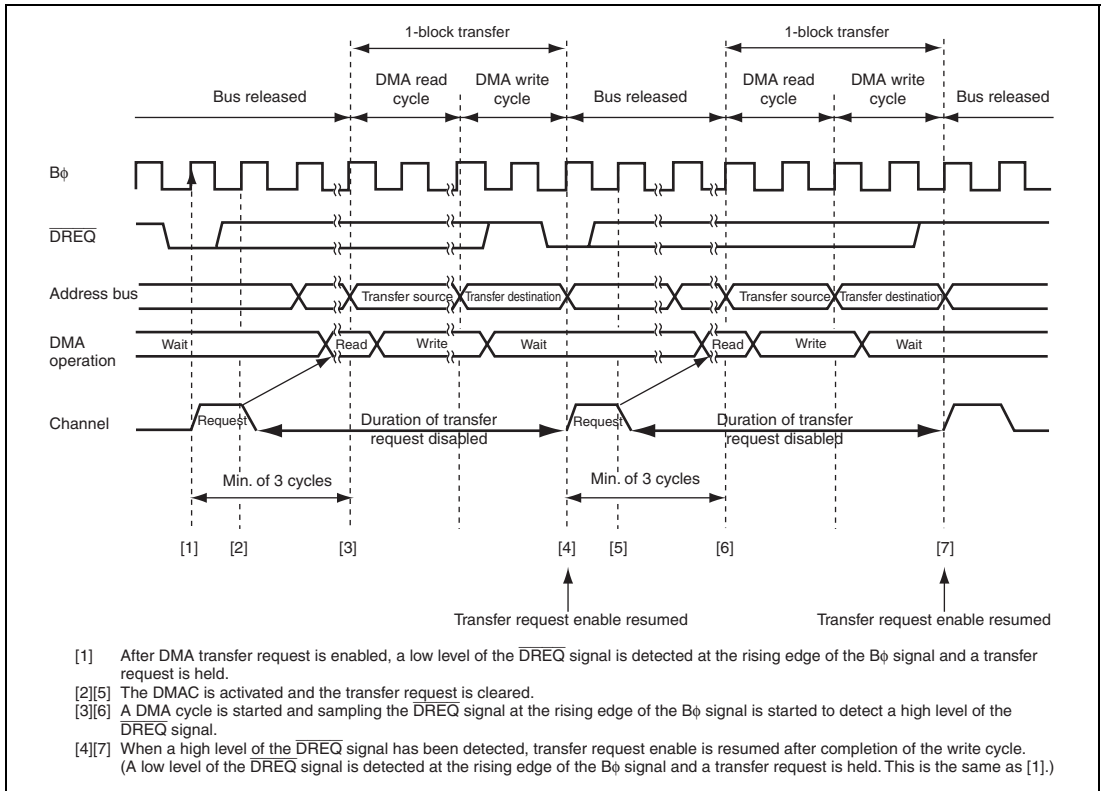 1-block transfer
1-block transfer
DMA read cycle
DMA write cycle
DMA read cycle
DMA write cycle
Bus released
Bus released
Bus released
Bϕ
DREQ
Address bus
Transfer source
Transfer destination
Transfer source
Transfer destination
DMA operation
Wait
Read
Write
Wait
Read
Write
Wait
Channel
Request
Duration of transfer request disabled
Request
Duration of transfer request disabled
Min. of 3 cycles
Min. of 3 cycles
[1] [2] [3] [4] [5] [6] [7]
Transfer request enable resumed
Transfer request enable resumed
[1] After DMA transfer request is enabled, a low level of the DREQ signal is detected at the rising edge of the Bϕ signal and a transfer
request is held.
[2][5] The DMAC is activated and the transfer request is cleared.
[3][6] A DMA cycle is started and sampling the DREQ signal at the rising edge of the Bϕ signal is started to detect a high level of the
DREQ signal.
[4][7] When a high level of the DREQ signal has been detected, transfer request enable is resumed after completion of the write cycle.
(A low level of the DREQ signal is detected at the rising edge of the Bϕ signal and a transfer request is held. This is the same as [1].)